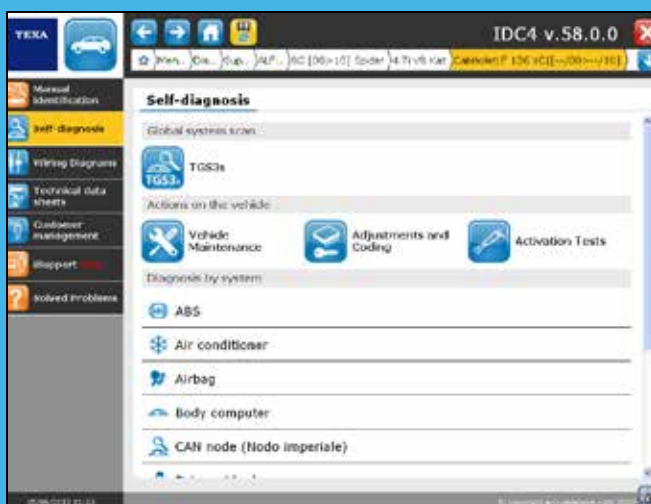 TEXA
IDC4 v.58.0.0
Manual identification
Self-diagnosis
Wiring Diagrams
Technical data sheets
Customer management
Solved Problems
Self-diagnosis
Global system scan
TGS3s
TGS3s
Actions on the vehicle
Vehicle Maintenance
Adjustments and Coding
Activation Tests
Diagnosis by system
ABS
Air conditioner
Airbag
Body computer
CAN node (Nodo imperiale)